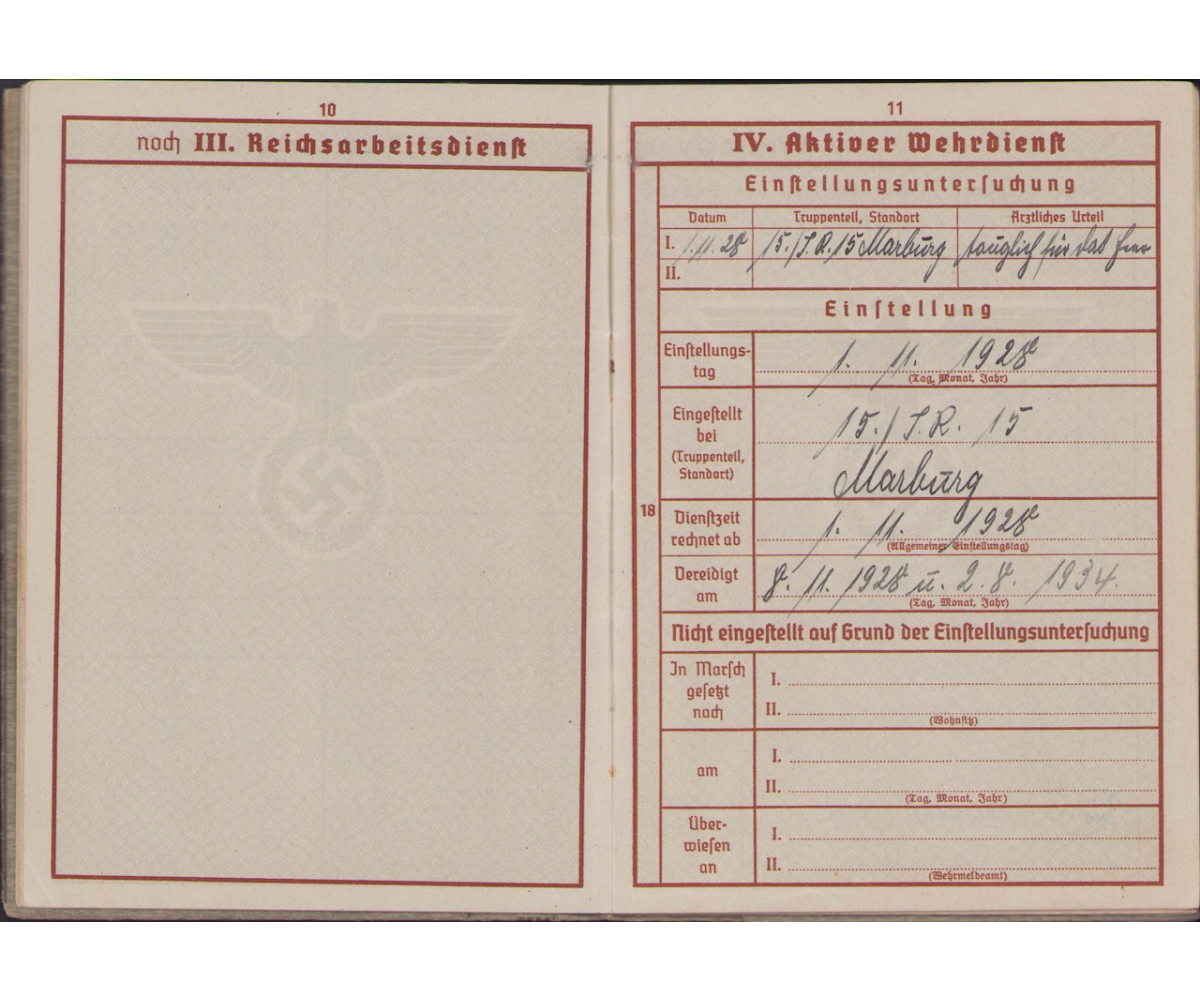 10
noch III. Reichsarbeitsdienst
11
IV. Aktiver Wehrdienst
Einstellungsuntersuchung
Datum Truppenteil, Standort Ärztliches Urteil
I. 1.11.28 15./I.R. 15 Marburg tauglich für das Heer
II.
Einstellung
Einstellungs-
tag
1. 11. 1928
(Tag, Monat, Jahr)
Eingestellt
bei
(Truppenteil,
Standort)
15./I.R. 15
Marburg
18
Dienstzeit
rechnet ab
1. 11. 1928
(Allgemeiner Einstellungstag)
Vereidigt
am
8. 11. 1928 u. 2. 8. 1934.
(Tag, Monat, Jahr)
Nicht eingestellt auf Grund der Einstellungsuntersuchung
In Marsch
gesetzt
nach
I.
II.
(Wohnsitz)
am
I.
II.
(Tag, Monat, Jahr)
Über-
wiesen
an
I.
II.
(Wehrmeldeamt)